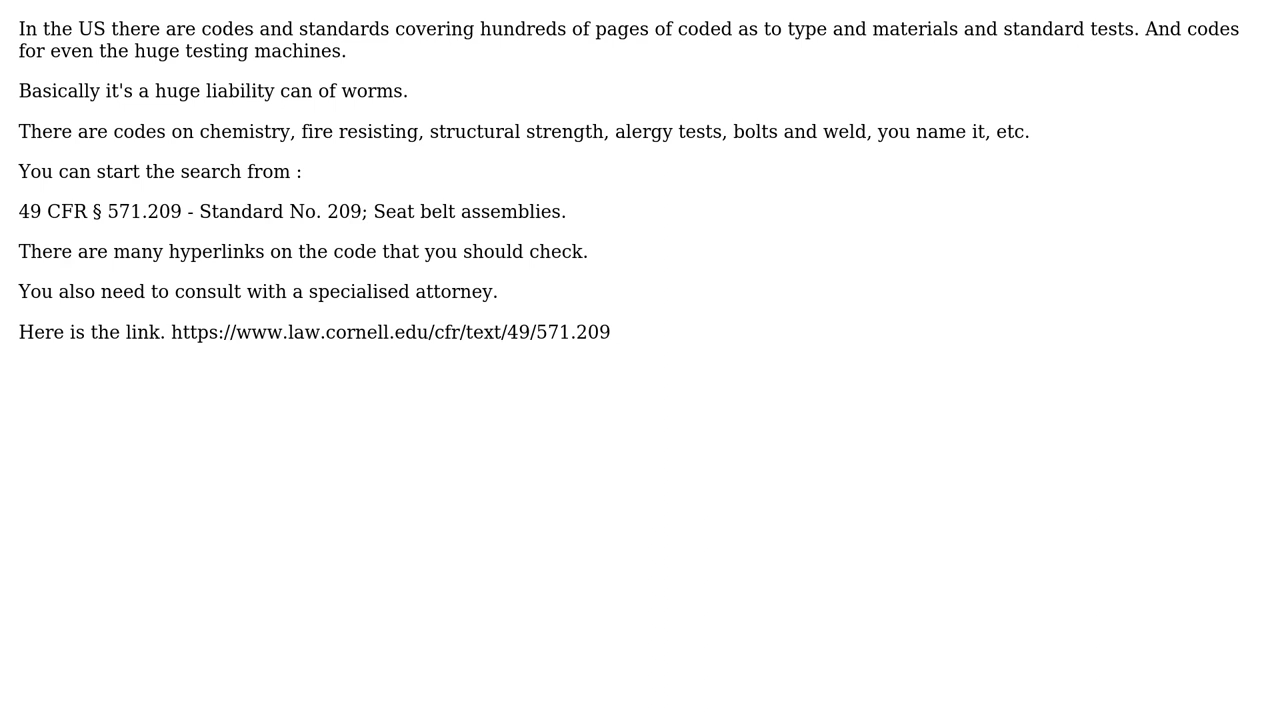 In the US there are codes and standards covering hundreds of pages of coded as to type and materials and standard tests. And codes
for even the huge testing machines.
Basically it's a huge liability can of worms.
There are codes on chemistry, fire resisting, structural strength, alergy tests, bolts and weld, you name it, etc.
You can start the search from :
49 CFR § 571.209 - Standard No. 209; Seat belt assemblies.
There are many hyperlinks on the code that you should check.
You also need to consult with a specialised attorney.
Here is the link. https://www.law.cornell.edu/cfr/text/49/571.209